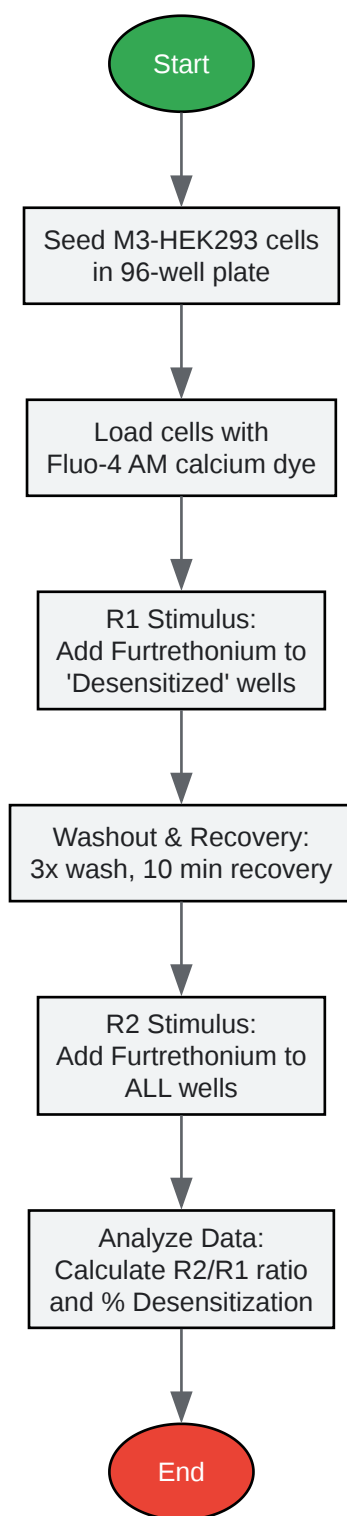 Start
Seed M3-HEK293 cells
in 96-well plate
Load cells with
Fluo-4 AM calcium dye
R1 Stimulus:
Add Furtrethonium to
'Desensitized' wells
Washout & Recovery:
3x wash, 10 min recovery
R2 Stimulus:
Add Furtrethonium to
ALL wells
Analyze Data:
Calculate R2/R1 ratio
and % Desensitization
End